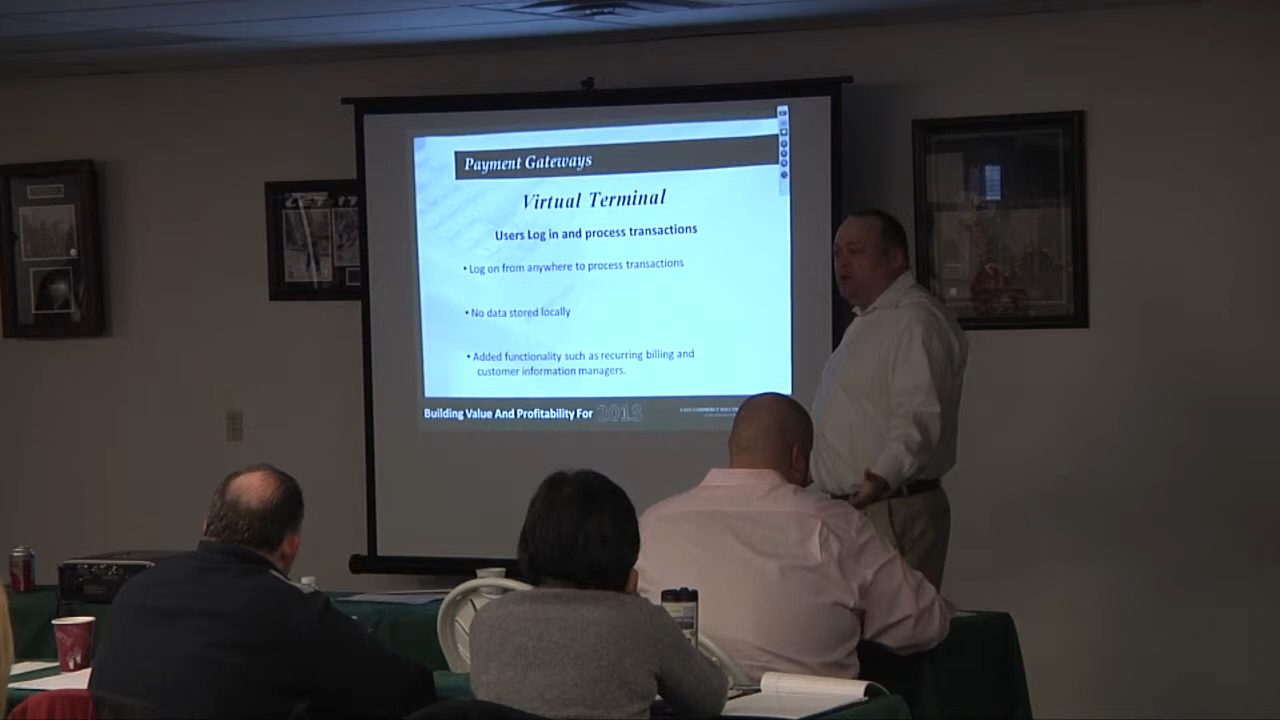 Payment Gateways
Virtual Terminal
Users Log in and process transactions
• Log on from anywhere to process transactions
• No data stored locally
• Added functionality such as recurring billing and
customer information managers.
Building Value And Profitability For 2013